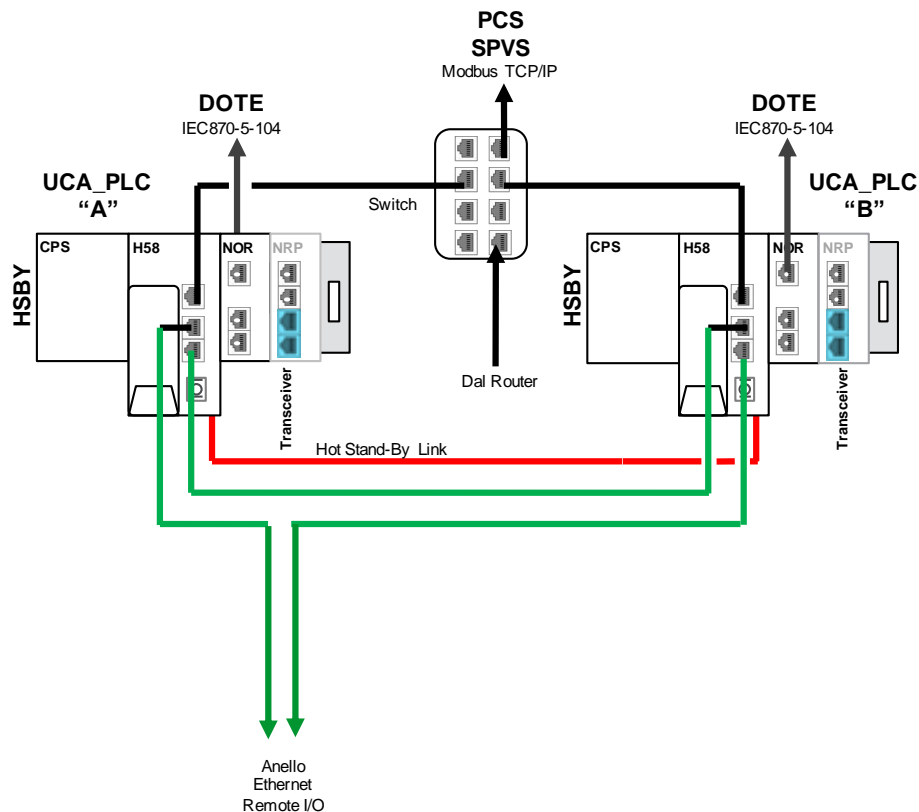 PCS
SPVS
Modbus TCP/IP
DOTE
IEC870-5-104
DOTE
IEC870-5-104
UCA_PLC
“A”
Switch
UCA_PLC
“B”
HSBY
CPS
H58
NOR
NRP
Transceiver
HSBY
CPS
H58
NOR
NRP
Transceiver
Dal Router
Hot Stand-By Link
Anello
Ethernet
Remote I/O